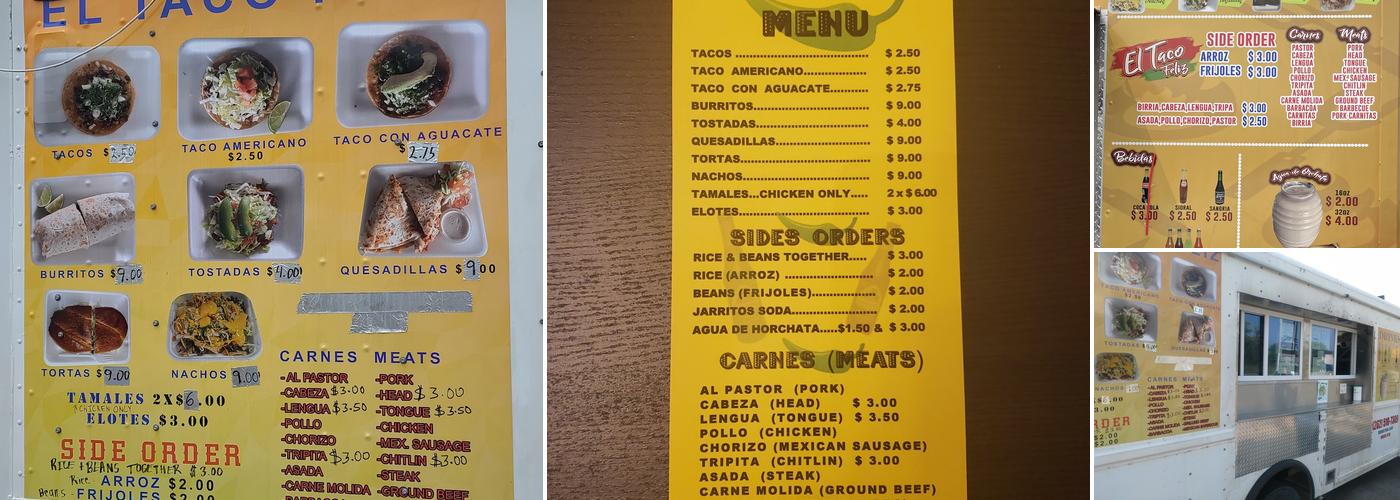 EL TACO
TACOS $2.50
TACO AMERICANO
$2.50
TACO CON AGUACATE
$2.75
BURRITOS $9.00
TOSTADAS $4.00
QUESADILLAS $9.00
TORTAS $9.00
NACHOS 9.00
TAMALES 2X$6.00
CHICKEN ONLY
ELOTES $3.00
SIDE ORDER
RICE + BEANS TOGETHER $3.00
Rice ARROZ $2.00
Beans FRIJOLES $2.00
CARNES MEATS
-AL PASTOR -PORK
-CABEZA $3.00 -HEAD $3.00
-LENGUA $3.50 -TONGUE $3.50
-POLLO -CHICKEN
-CHORIZO -MEX. SAUSAGE
-TRIPITA $3.00 -CHITLIN $3.00
-ASADA -STEAK
-CARNE MOLIDA -GROUND BEEF
MENU
TACOS $ 2.50
TACO AMERICANO $ 2.50
TACO CON AGUACATE $ 2.75
BURRITOS $ 9.00
TOSTADAS $ 4.00
QUESADILLAS $ 9.00
TORTAS $ 9.00
NACHOS $ 9.00
TAMALES...CHICKEN ONLY..... 2 x $ 6.00
ELOTES $ 3.00
SIDES ORDERS
RICE & BEANS TOGETHER..... $ 3.00
RICE (ARROZ) $ 2.00
BEANS (FRIJOLES) $ 2.00
JARRITOS SODA $ 2.00
AGUA DE HORCHATA.....$1.50 & $ 3.00
CARNES (MEATS)
AL PASTOR (PORK)
CABEZA (HEAD) $ 3.00
LENGUA (TONGUE) $ 3.50
POLLO (CHICKEN)
CHORIZO (MEXICAN SAUSAGE)
TRIPITA (CHITLIN) $ 3.00
ASADA (STEAK)
CARNE MOLIDA (GROUND BEEF)
El Taco
Feliz
SIDE ORDER
ARROZ $ 3.00
FRIJOLES $ 3.00
BIRRIA,CABEZA,LENGUA,TRIPA $ 3.00
ASADA,POLLO,CHORIZO,PASTOR $ 2.50
Carnes
PASTOR
CABEZA
LENGUA
POLLO
CHORIZO
TRIPITA
ASADA
CARNE MOLIDA
BARBACOA
CARNITAS
BIRRIA
Meats
PORK
HEAD
TONGUE
CHICKEN
MEX. SAUSAGE
CHITLIN
STEAK
GROUND BEEF
BARBECUE
PORK CARNITAS
Bebidas
COCA COLA
$ 3.00
SIDRAL
$ 2.50
SANGRIA
$ 2.50
Agua de Orchata
16oz
$ 2.00
32oz
$ 4.00
TACO AMERICANO
$2.50
TOSTADAS
QUESADILLAS
NACHOS
CARNES MEATS